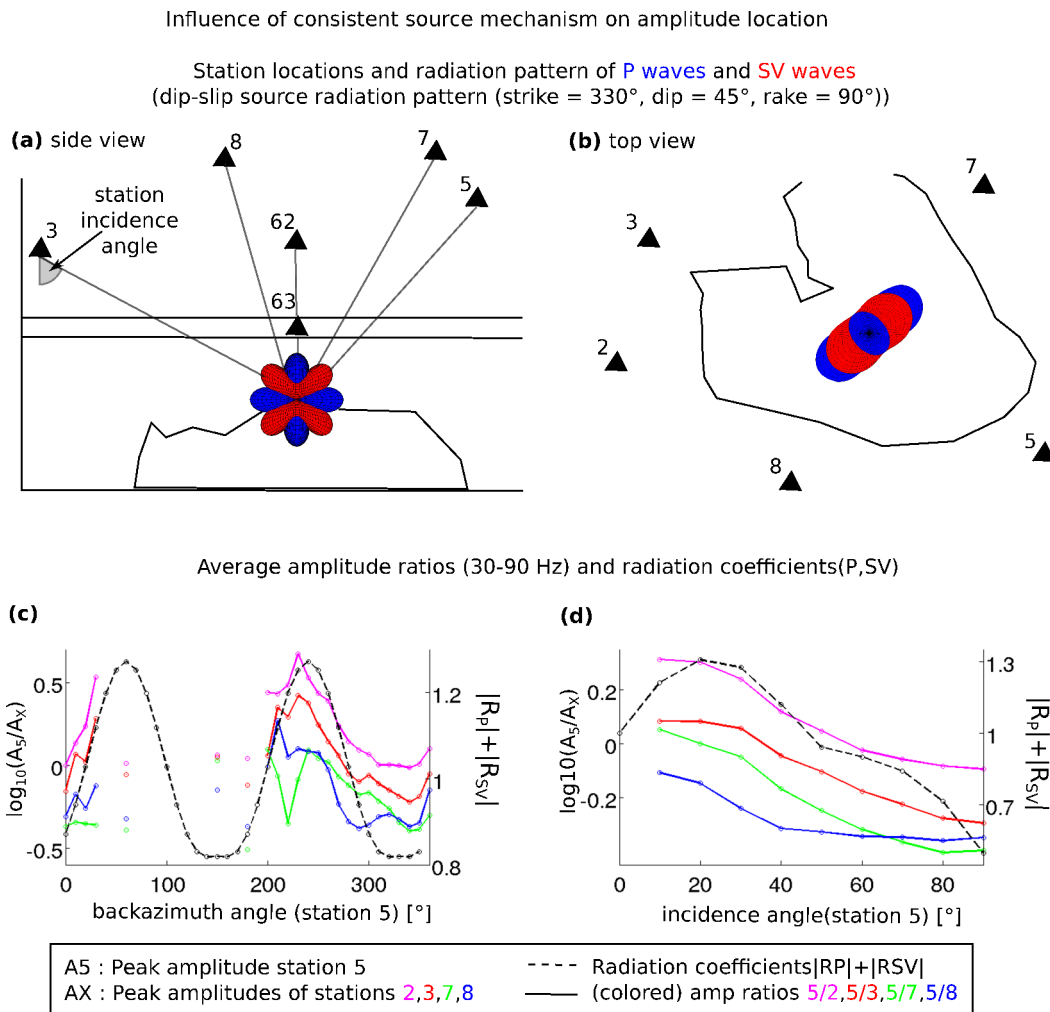 Influence of consistent source mechanism on amplitude location
Station locations and radiation pattern of P waves and SV waves
(dip-slip source radiation pattern (strike = 330°, dip = 45°, rake = 90°))
(a) side view
(b) top view
8
7
5
station
incidence
angle
3
62
63
7
3
2
5
8
Average amplitude ratios (30-90 Hz) and radiation coefficients(P,SV)
(c)
log10(A5/AX)
0.5
0
-0.5
|RP|+|RSV|
1.2
1
0.8
0 100 200 300
backazimuth angle (station 5) [°]
(d)
log10(A5/AX)
0.2
0
-0.2
|RP|+|RSV|
1.3
1
0.7
0 20 40 60 80
incidence angle(station 5) [°]
A5 : Peak amplitude station 5
AX : Peak amplitudes of stations 2,3,7,8
Radiation coefficients|RP|+|RSV|
(colored) amp ratios 5/2,5/3,5/7,5/8